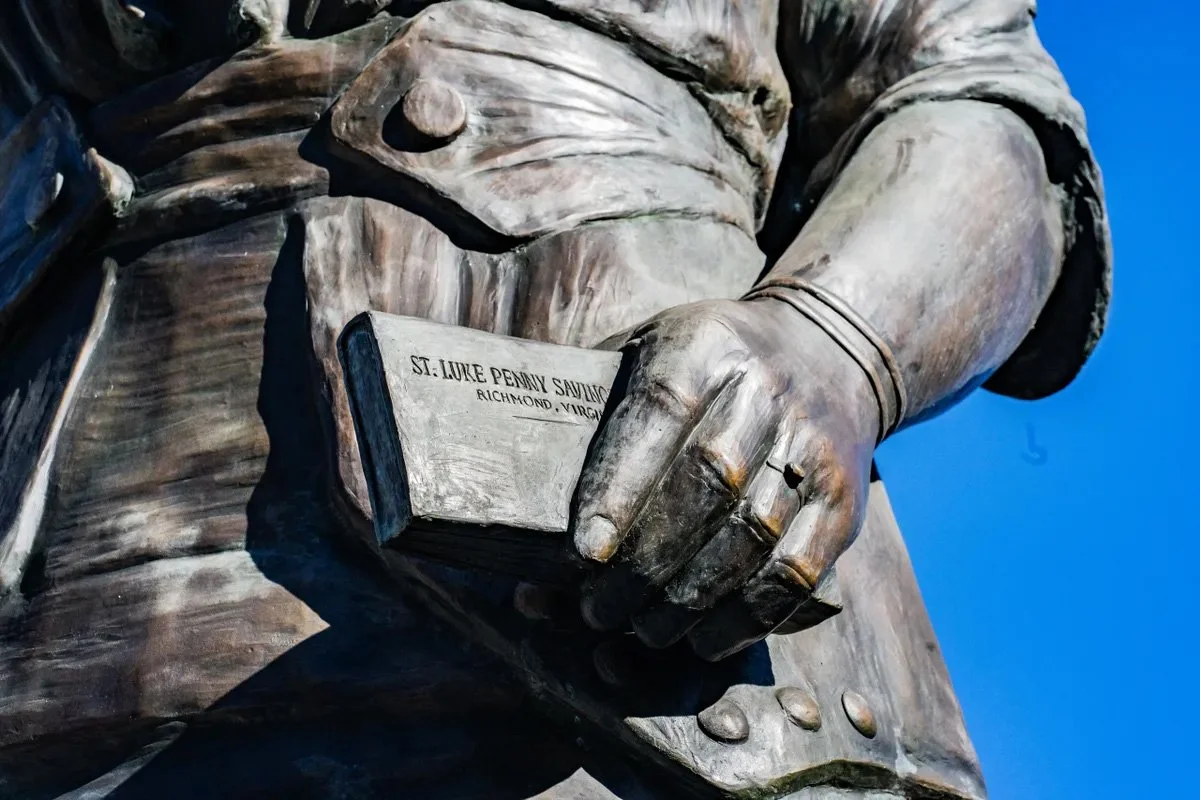 ST. LUKE PENNY SAVING
RICHMOND, VIRGI